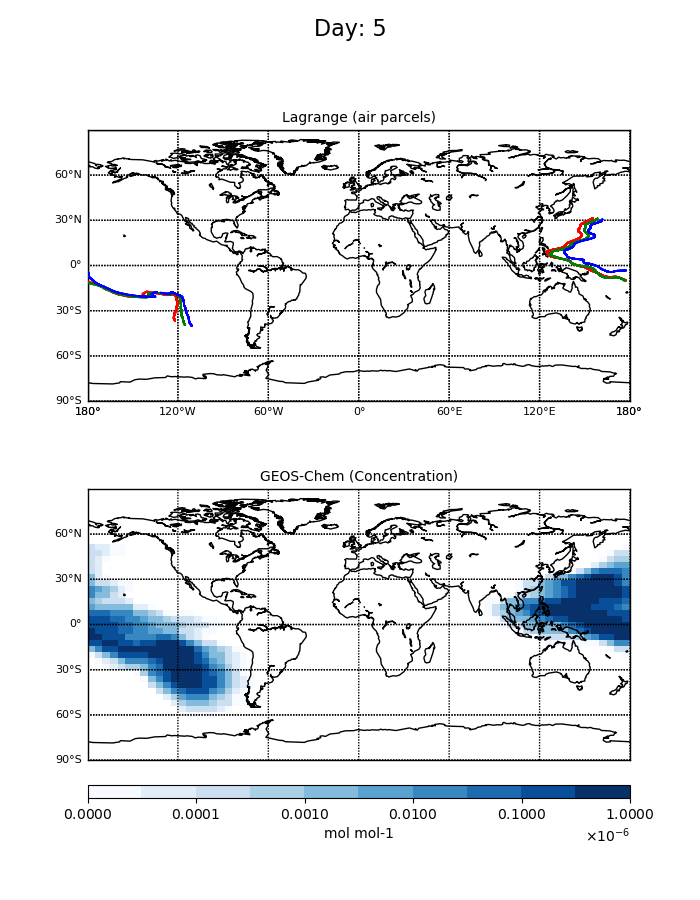 Day: 5
Lagrange (air parcels)
60°N
30°N
0°
30°S
60°S
90°S
180° 120°W 60°W 0° 60°E 120°E 180°
GEOS-Chem (Concentration)
60°N
30°N
0°
30°S
60°S
90°S
0.0000 0.0001 0.0010 0.0100 0.1000 1.0000
mol mol-1 ×10⁻⁶